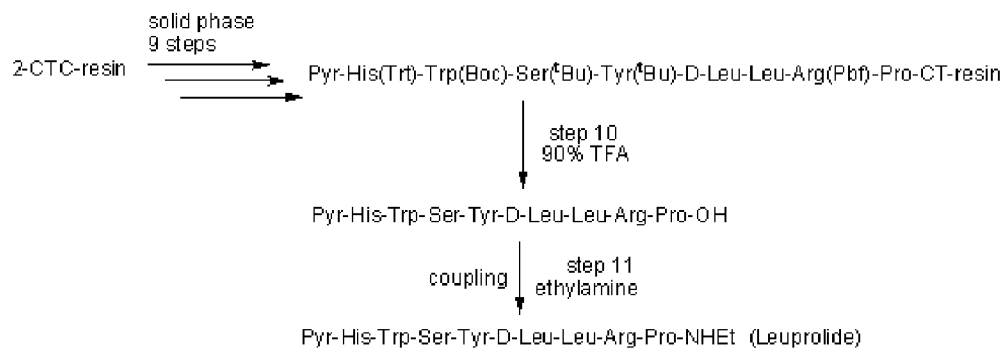 solid phase
9 steps
2-CTC-resin
Pyr-His(Trt)-Trp(Boc)-Ser(ᵗBu)-Tyr(ᵗBu)-D-Leu-Leu-Arg(Pbf)-Pro-CT-resin
step 10
90% TFA
Pyr-His-Trp-Ser-Tyr-D-Leu-Leu-Arg-Pro-OH
coupling
step 11
ethylamine
Pyr-His-Trp-Ser-Tyr-D-Leu-Leu-Arg-Pro-NHEt (Leuprolide)